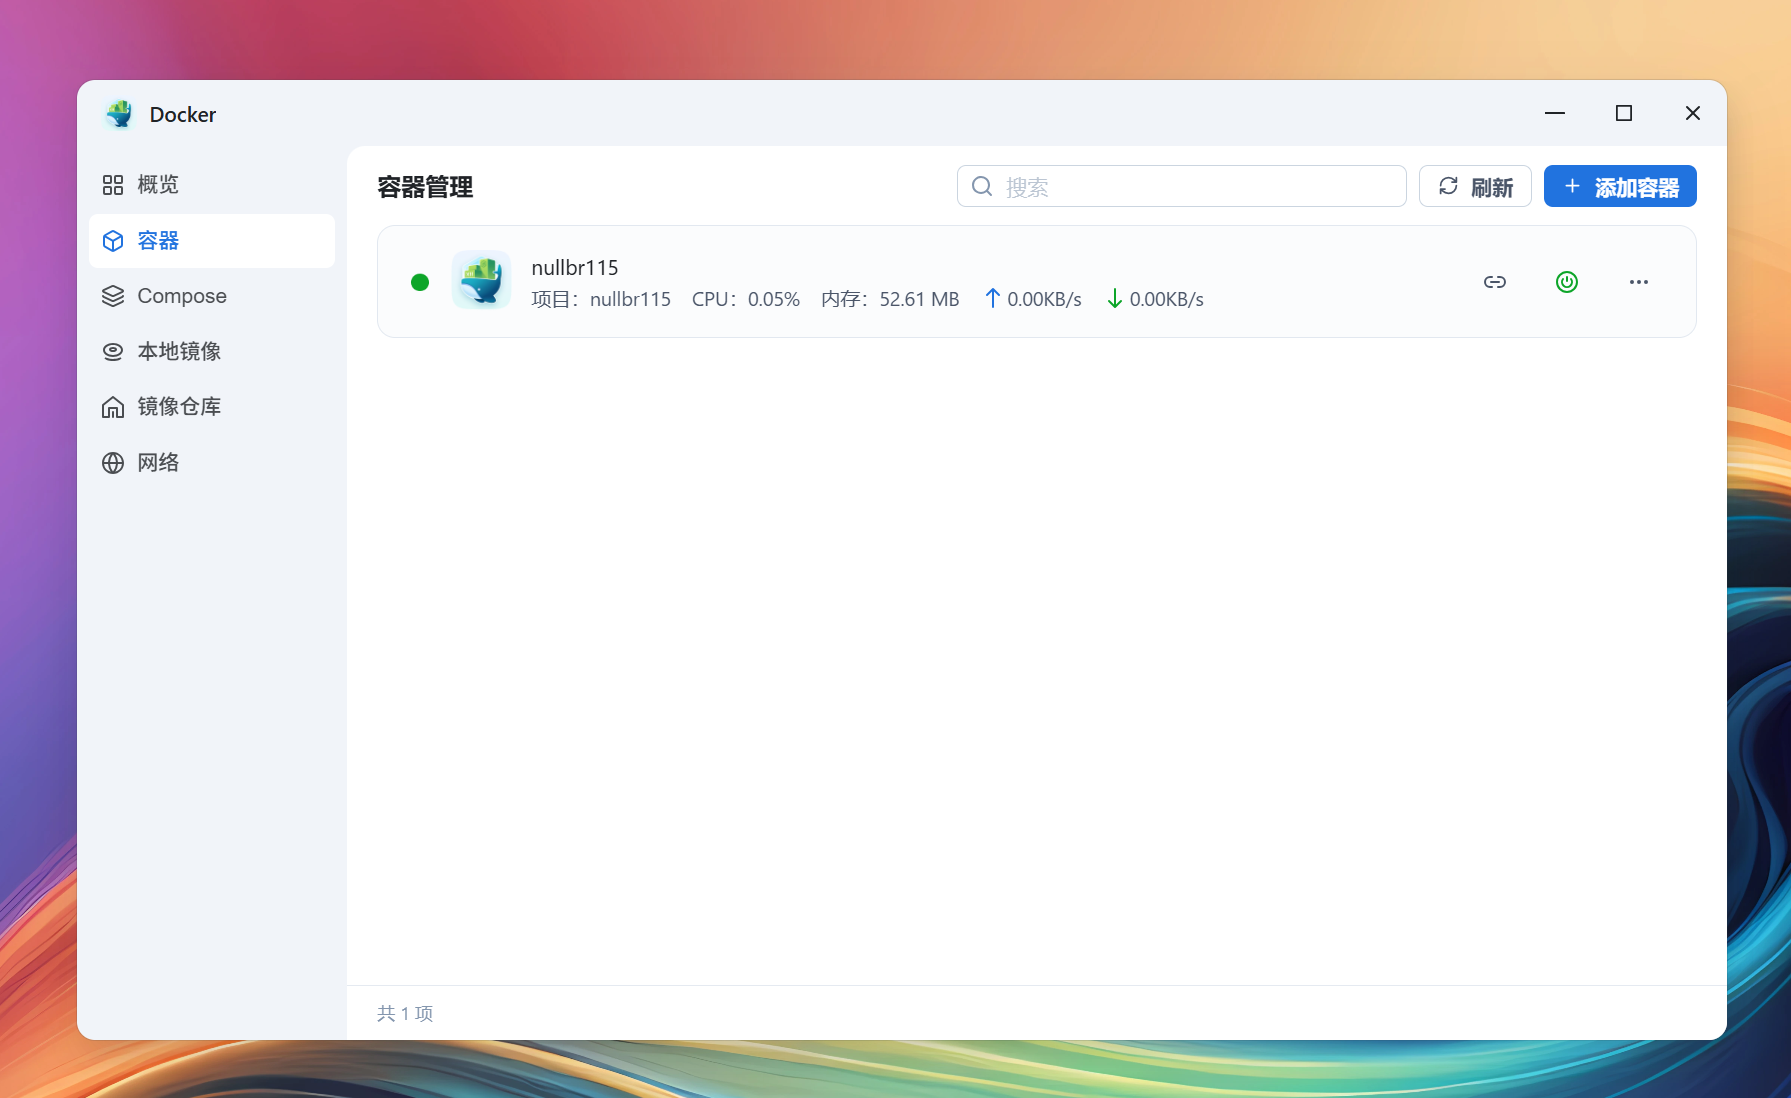 Docker
概览
容器
Compose
本地镜像
镜像仓库
网络
容器管理
搜索
刷新
添加容器
nullbr115
项目：nullbr115 CPU：0.05% 内存：52.61 MB 0.00KB/s 0.00KB/s
共 1 项